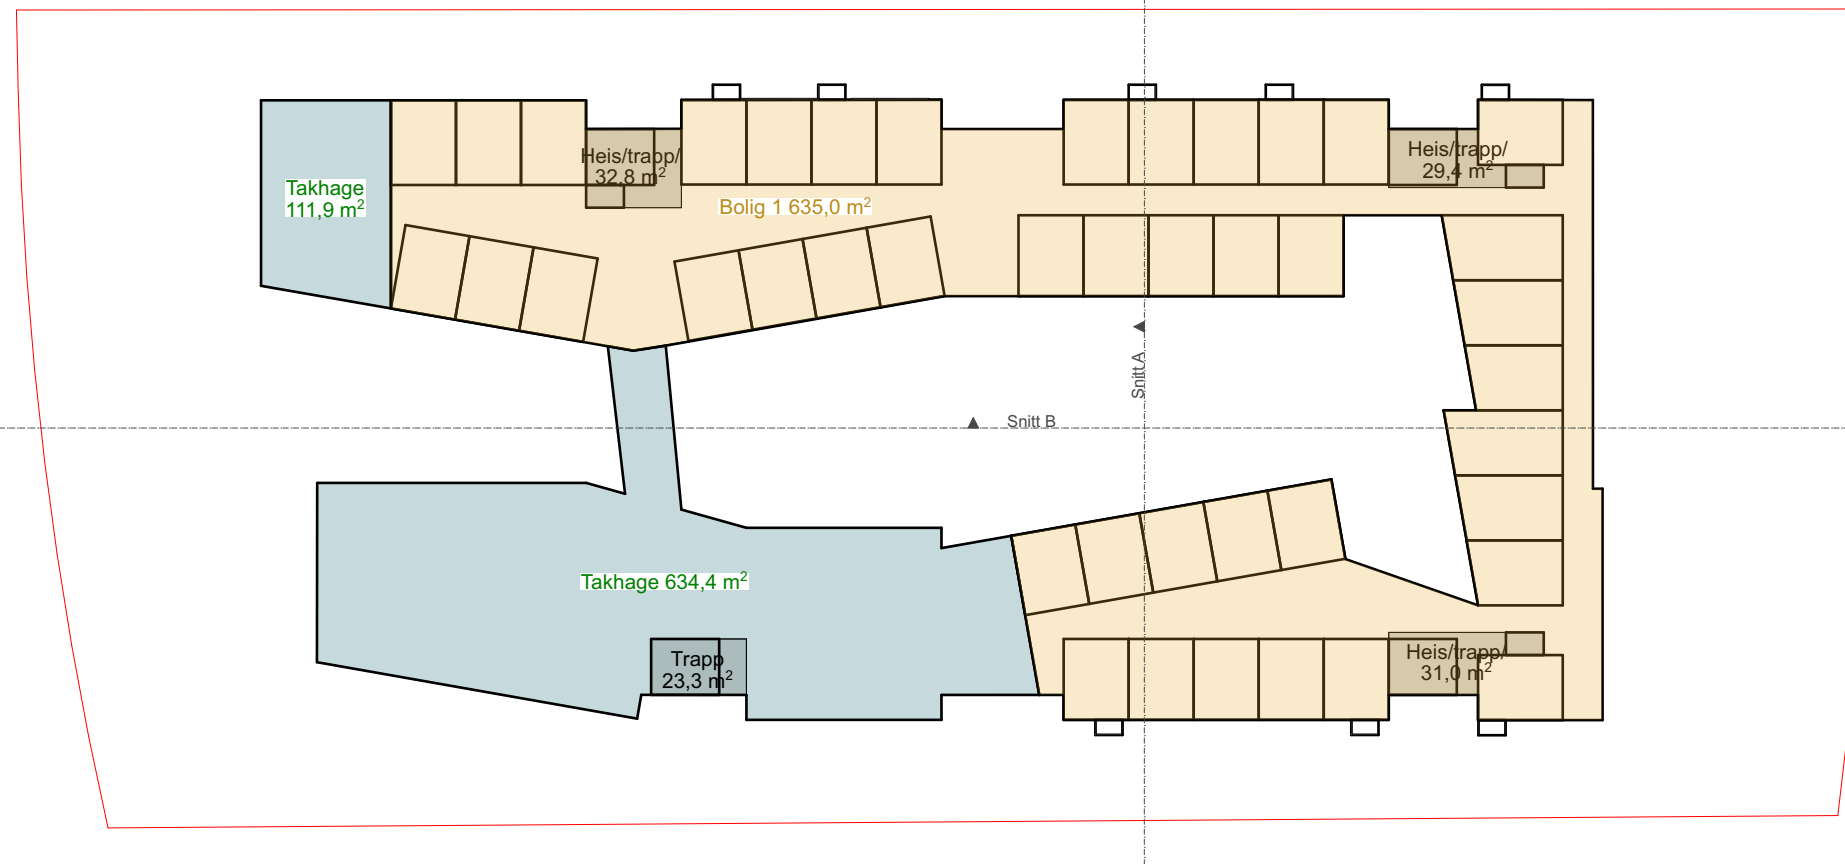 Heis/trapp/
32,8 m²
Heis/trapp/
29,4 m²
Takhage
111,9 m²
Bolig 1 635,0 m²
Snitt A
Snitt B
Takhage 634,4 m²
Trapp
23,3 m²
Heis/trapp/
31,0 m²